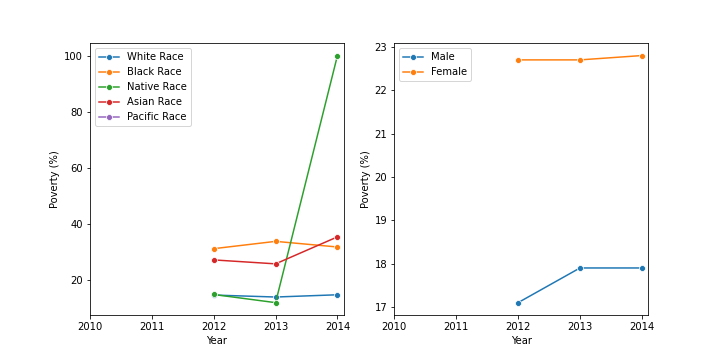 White Race
Black Race
Native Race
Asian Race
Pacific Race
100
80
60
40
20
Poverty (%)
2010 2011 2012 2013 2014
Year
Male
Female
23
22
21
20
19
18
17
Poverty (%)
2010 2011 2012 2013 2014
Year